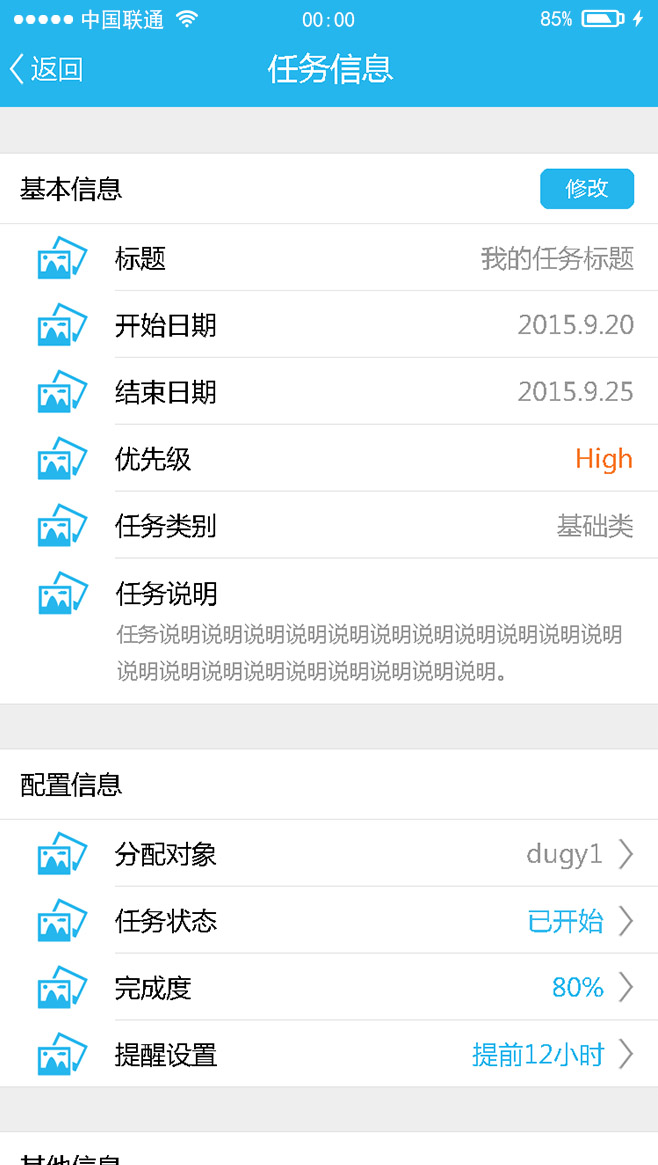 中国联通 00:00 85%
返回 任务信息
基本信息 修改
标题 我的任务标题
开始日期 2015.9.20
结束日期 2015.9.25
优先级 High
任务类别 基础类
任务说明
任务说明说明说明说明说明说明说明说明说明说明说明
说明说明说明说明说明说明说明说明说明。
配置信息
分配对象 dugy1
任务状态 已开始
完成度 80%
提醒设置 提前12小时
其他信息